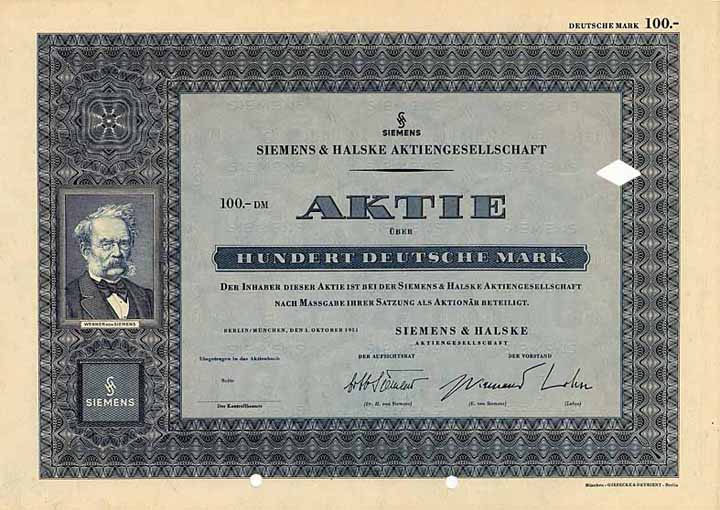 DEUTSCHE MARK 100.-
SIEMENS
SIEMENS & HALSKE AKTIENGESELLSCHAFT
100.- DM AKTIE
ÜBER
HUNDERT DEUTSCHE MARK
DER INHABER DIESER AKTIE IST BEI DER SIEMENS & HALSKE AKTIENGESELLSCHAFT
NACH MASSGABE IHRER SATZUNG ALS AKTIONÄR BETEILIGT.
BERLIN/MÜNCHEN, DEN 1. OKTOBER 1951 SIEMENS & HALSKE
AKTIENGESELLSCHAFT
WERNER VON SIEMENS
Eingetragen in das Aktienbuch DER AUFSICHTSRAT DER VORSTAND
Seite
Der Kontrollbeamte (Dr. H. von Siemens) (E. von Siemens) (Lohse)
SIEMENS
München - GIESECKE & DEVRIENT - Berlin